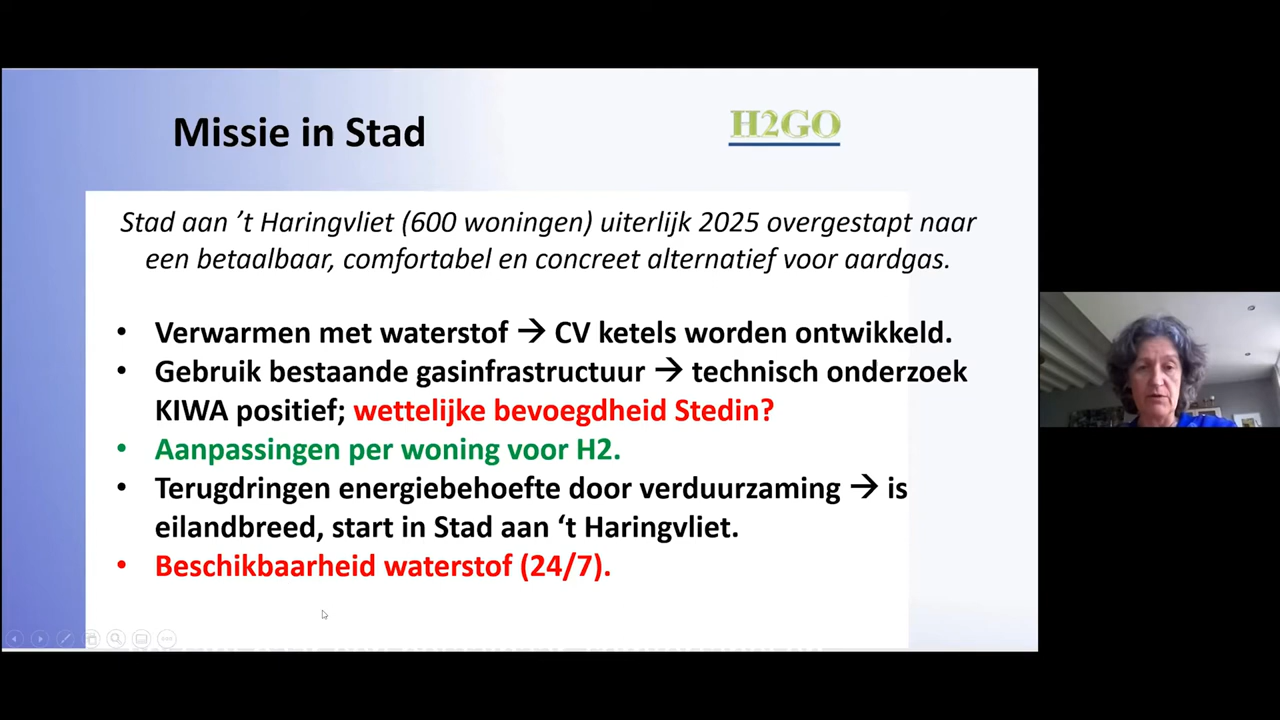 Missie in Stad
H2GO
Stad aan ’t Haringvliet (600 woningen) uiterlijk 2025 overgestapt naar
een betaalbaar, comfortabel en concreet alternatief voor aardgas.
• Verwarmen met waterstof → CV ketels worden ontwikkeld.
• Gebruik bestaande gasinfrastructuur → technisch onderzoek
KIWA positief; wettelijke bevoegdheid Stedin?
• Aanpassingen per woning voor H2.
• Terugdringen energiebehoefte door verduurzaming → is
eilandbreed, start in Stad aan ‘t Haringvliet.
• Beschikbaarheid waterstof (24/7).